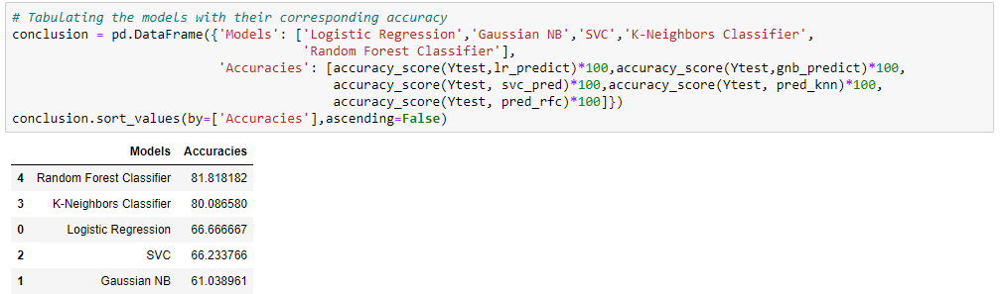 # Tabulating the models with their corresponding accuracy
conclusion = pd.DataFrame({'Models': ['Logistic Regression','Gaussian NB','SVC','K-Neighbors Classifier',
'Random Forest Classifier'],
'Accuracies': [accuracy_score(Ytest,lr_predict)*100,accuracy_score(Ytest,gnb_predict)*100,
accuracy_score(Ytest, svc_pred)*100,accuracy_score(Ytest, pred_knn)*100,
accuracy_score(Ytest, pred_rfc)*100]})
conclusion.sort_values(by=['Accuracies'],ascending=False)
Models Accuracies
4 Random Forest Classifier 81.818182
3 K-Neighbors Classifier 80.086580
0 Logistic Regression 66.666667
2 SVC 66.233766
1 Gaussian NB 61.038961